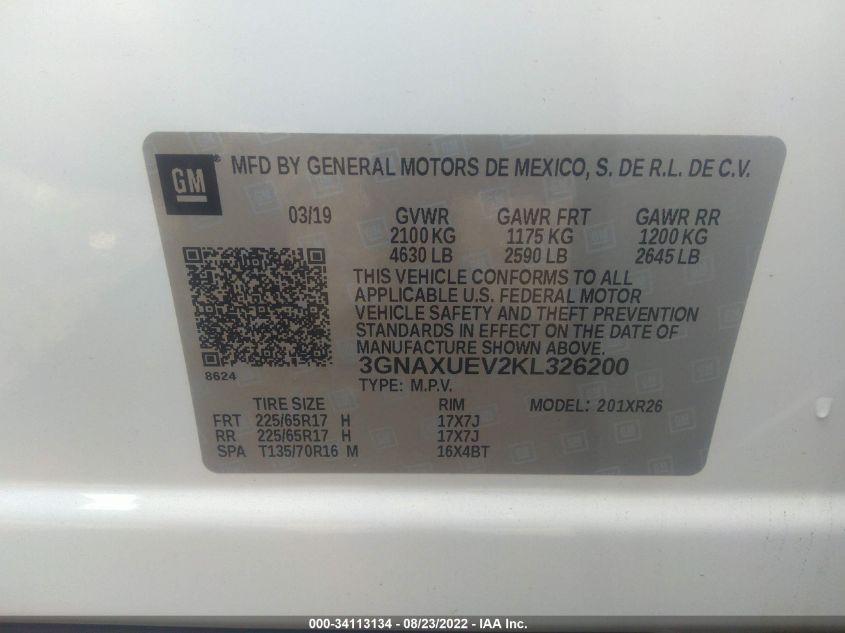 GM ® MFD BY GENERAL MOTORS DE MEXICO, S. DE R.L. DE C.V.
03/19 GVWR GAWR FRT GAWR RR
2100 KG 1175 KG 1200 KG
4630 LB 2590 LB 2645 LB
THIS VEHICLE CONFORMS TO ALL
APPLICABLE U.S. FEDERAL MOTOR
VEHICLE SAFETY AND THEFT PREVENTION
STANDARDS IN EFFECT ON THE DATE OF
MANUFACTURE SHOWN ABOVE.
8624
3GNAXUEV2KL326200
TYPE: M.P.V.
TIRE SIZE RIM MODEL: 201XR26
FRT 225/65R17 H 17X7J
RR 225/65R17 H 17X7J
SPA T135/70R16 M 16X4BT
000-34113134 - 08/23/2022 - IAA Inc.